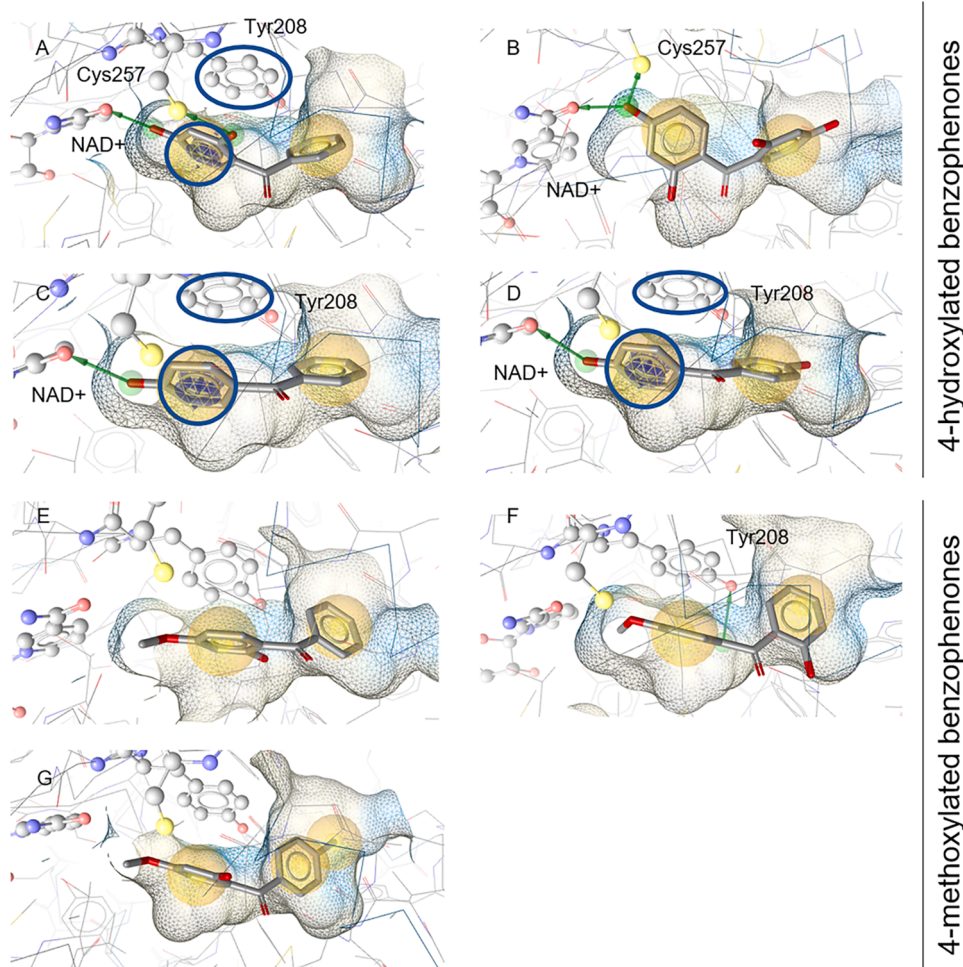 A
Tyr208
Cys257
NAD+
B
Cys257
NAD+
C
Tyr208
NAD+
D
Tyr208
NAD+
4-hydroxylated benzophenones
E
F
Tyr208
G
4-methoxylated benzophenones